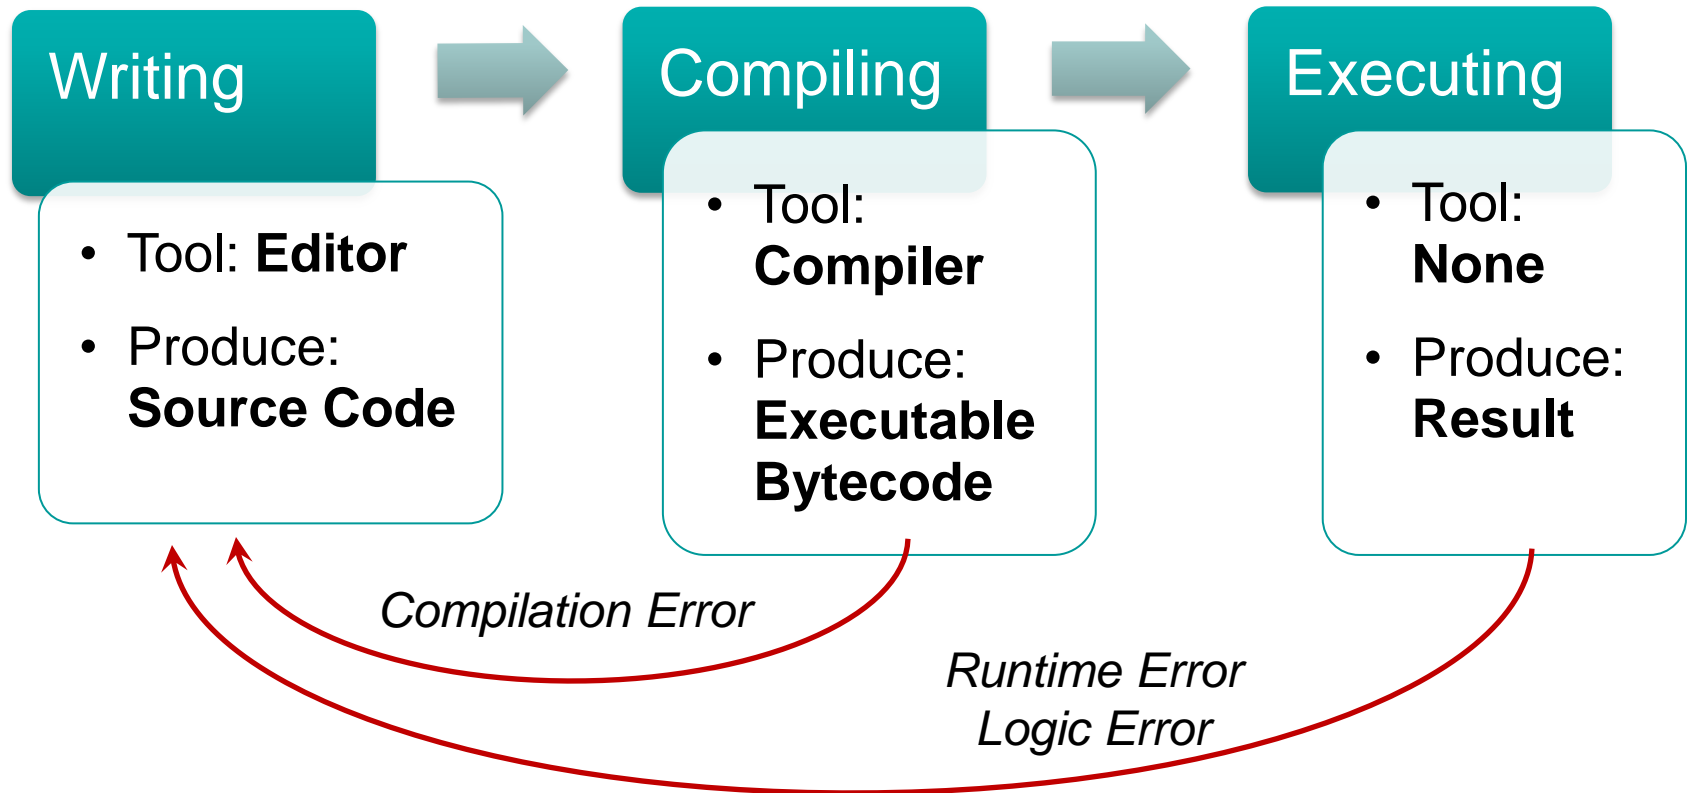 Writing
• Tool: Editor
• Produce:
Source Code
Compiling
• Tool:
Compiler
• Produce:
Executable
Bytecode
Executing
• Tool:
None
• Produce:
Result
Compilation Error
Runtime Error
Logic Error